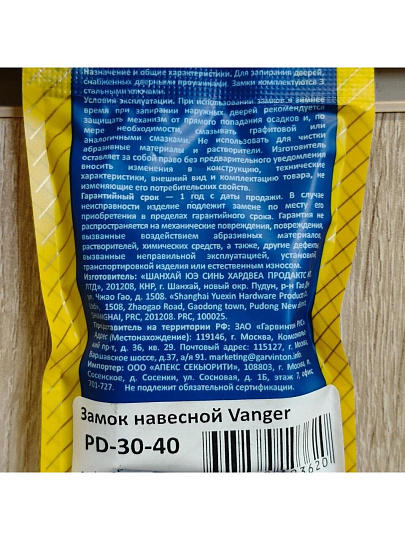 Назначение и общие характеристики. Для запирания дверей,
снабженных дверными проушинами. Замки комплектуются 3
стальными ключами.
Условия эксплуатации. При использовании замков в зимнее
время при запирании наружных дверей рекомендуется
защищать механизм от прямого попадания осадков и, по
мере необходимости, смазывать графитовой или
аналогичными смазками. Не использовать для чистки
абразивные материалы и растворители. Изготовитель
оставляет за собой право без предварительного уведомления
вносить изменения в конструкцию, технические
характеристики, внешний вид и комплектацию товара, не
изменяющие его потребительских свойств.
Гарантийный срок — 1 год с даты продажи. В случае
неисправности изделие подлежит замене по месту его
приобретения в пределах гарантийного срока. Гарантия не
распространяется на механические повреждения, повреждения,
вызванные воздействием абразивных материалов,
растворителей, химических средств, а также, другие дефекты,
вызванные неправильной эксплуатацией, установкой,
транспортировкой изделия или естественным износом.
Изготовитель: «ШАНХАЙ ЮЭ СИНЬ ХАРДВЕА ПРОДАКТС
ЛТД», 201208, КНР, г. Шанхай, новый окр. Пудун, р-н Гао
ул. Чжао Гао, д. 1508. «Shanghai Yuexin Hardware Product
1508, Zhaogao Road, Gaodong town, Pudong New
SHANGHAI, PRC, 201208. PRC, 100025.
Представитель на территории РФ: ЗАО «Гарвинтон РУС»
Адрес (Местонахождение): 119146, г. Москва,
пр-т, д. 36, кв. 29. Почтовый адрес: 115127, г. Москва,
Варшавское шоссе, д.37, а/я 91. marketing@garvinton.info
Импортер: ООО «АПЕКС СЕКЬЮРИТИ», 108803, г. Москва, п.
Сосенское, д. Сосенки, ул. Сосновая, д. 1Б, этаж 7, офис
701-727. Не подлежит обязательной сертификации.
Замок навесной Vanger
PD-30-40
3620